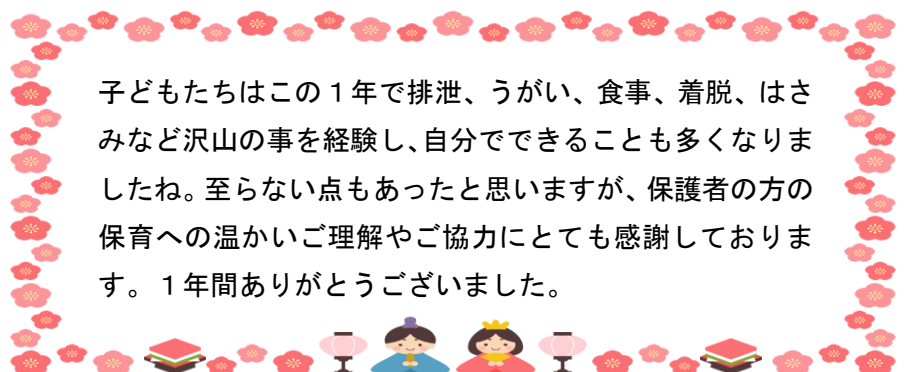 子どもたちはこの１年で排泄、うがい、食事、着脱、はさ
みなど沢山の事を経験し、自分でできることも多くなりま
したね。至らない点もあったと思いますが、保護者の方の
保育への温かいご理解やご協力にとても感謝しておりま
す。１年間ありがとうございました。